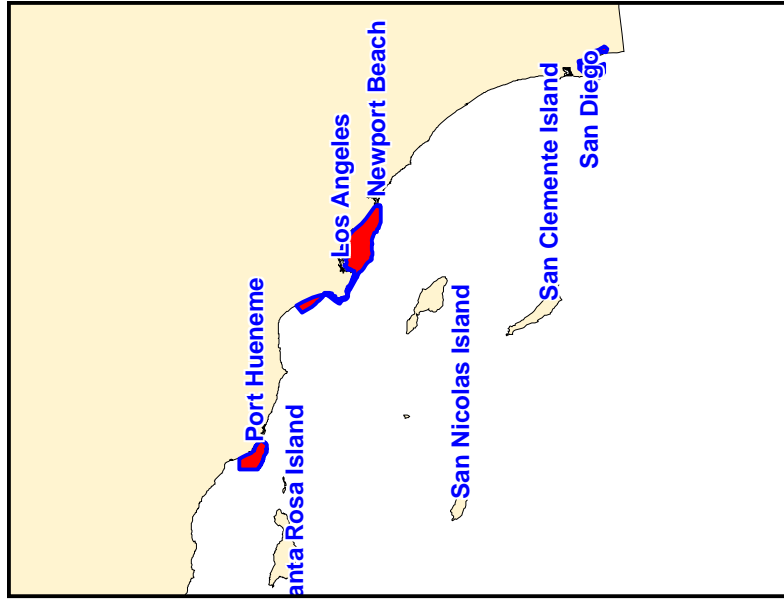 anta Rosa Island
Port Hueneme
Los Angeles
Newport Beach
San Nicolas Island
San Clemente Island
San Diego